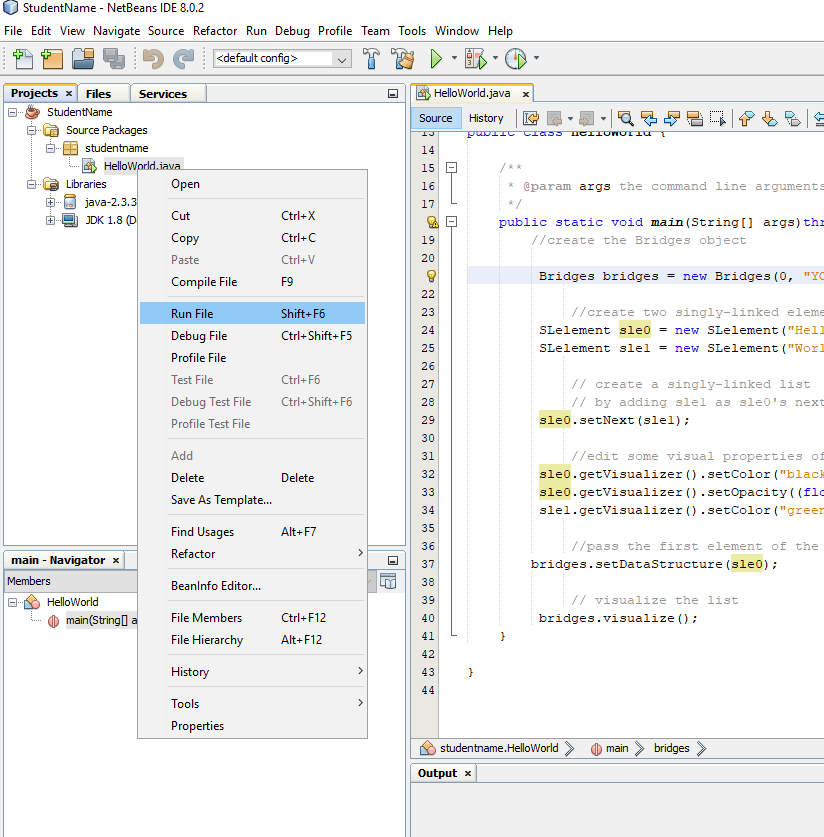 StudentName - NetBeans IDE 8.0.2
File Edit View Navigate Source Refactor Run Debug Profile Team Tools Window Help
<default config>
Projects × Files Services
StudentName
Source Packages
studentname
HelloWorld.java
Libraries
java-2.3.3
JDK 1.8 (D
Open
Cut Ctrl+X
Copy Ctrl+C
Paste Ctrl+V
Compile File F9
Run File Shift+F6
Debug File Ctrl+Shift+F5
Profile File
Test File Ctrl+F6
Debug Test File Ctrl+Shift+F6
Profile Test File
Add
Delete Delete
Save As Template...
Find Usages Alt+F7
Refactor
BeanInfo Editor...
File Members Ctrl+F12
File Hierarchy Alt+F12
History
Tools
Properties
main - Navigator ×
Members
HelloWorld
main(String[] a
HelloWorld.java ×
Source History
13 public class HelloWorld {
14
15 /**
16 * @param args the command line arguments
17 */
public static void main(String[] args)thr
19 //create the Bridges object
20
Bridges bridges = new Bridges(0, "YO
22
23 //create two singly-linked eleme
24 SLelement sle0 = new SLelement("Hell
25 SLelement sle1 = new SLelement("Worl
26
27 // create a singly-linked list
28 // by adding sle1 as sle0's next
29 sle0.setNext(sle1);
30
31 //edit some visual properties of
32 sle0.getVisualizer().setColor("black
33 sle0.getVisualizer().setOpacity((flo
34 sle1.getVisualizer().setColor("green
35
36 //pass the first element of the
37 bridges.setDataStructure(sle0);
38
39 // visualize the list
40 bridges.visualize();
41 }
42
43 }
44
studentname.HelloWorld main bridges
Output ×